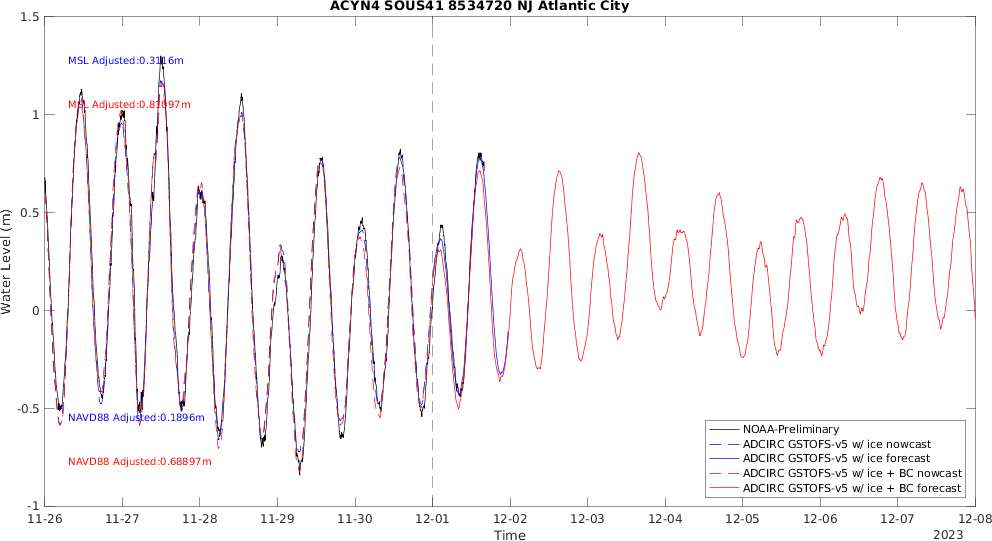 ACYN4 SOUS41 8534720 NJ Atlantic City
1.5
1
0.5
0
-0.5
-1
Water Level (m)
MSL Adjusted:0.3116m
NAVD88 Adjusted:0.1896m
NAVD88 Adjusted:0.68897m
NOAA-Preliminary
ADCIRC GSTOFS-v5 w/ ice nowcast
ADCIRC GSTOFS-v5 w/ ice forecast
ADCIRC GSTOFS-v5 w/ ice + BC nowcast
ADCIRC GSTOFS-v5 w/ ice + BC forecast
11-26 11-27 11-28 11-29 11-30 12-01 12-02 12-03 12-04 12-05 12-06 12-07 12-08
Time
2023